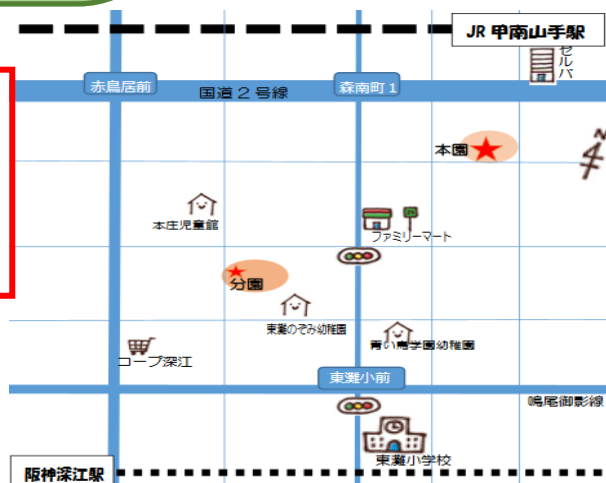 JR 甲南山手駅
セルバ
赤鳥居前
国道２号線
森南町１
本園
本庄児童館
ファミリーマート
分園
東灘のぞみ幼稚園
青い鳥学園幼稚園
コープ深江
東灘小前
鳴尾御影線
東灘小学校
阪神深江駅